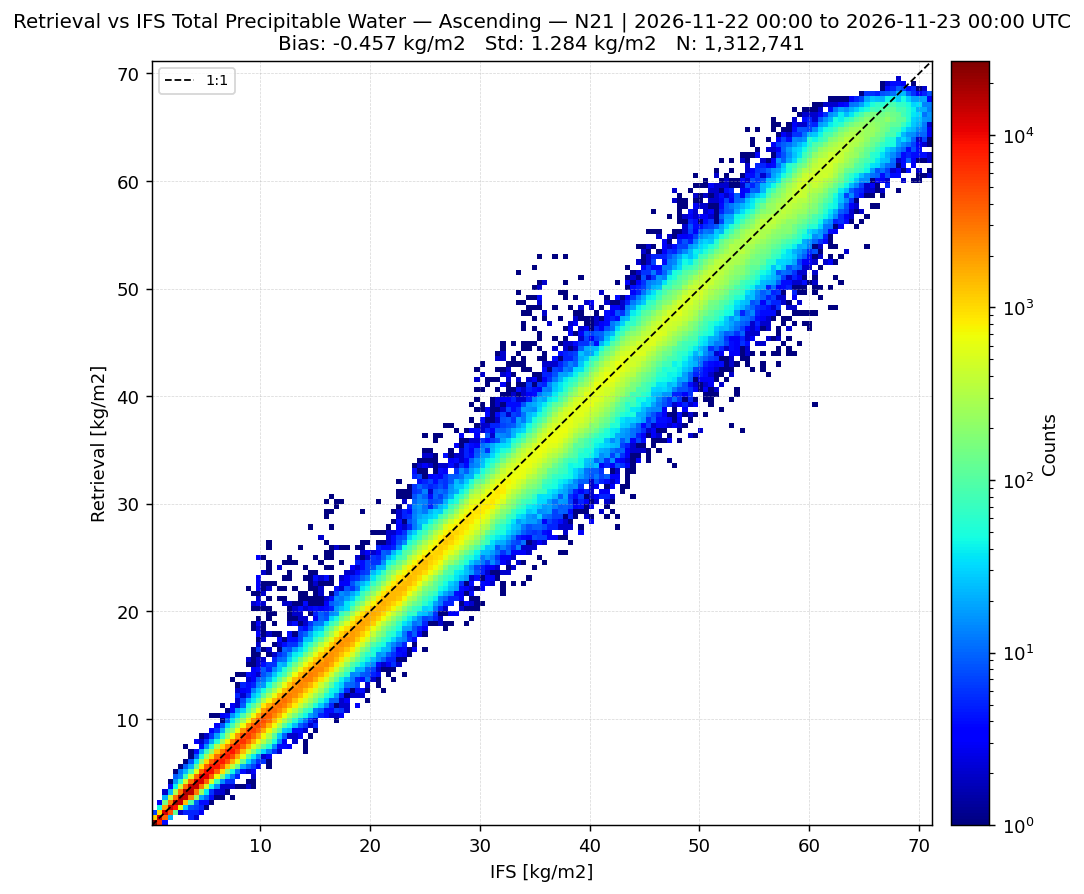 Retrieval vs IFS Total Precipitable Water — Ascending — N21 | 2026-11-22 00:00 to 2026-11-23 00:00 UTC
Bias: -0.457 kg/m2 Std: 1.284 kg/m2 N: 1,312,741
1:1
70
60
50
40
30
20
10
Retrieval [kg/m2]
10 20 30 40 50 60 70
IFS [kg/m2]
10^4
10^3
10^2
10^1
10^0
Counts